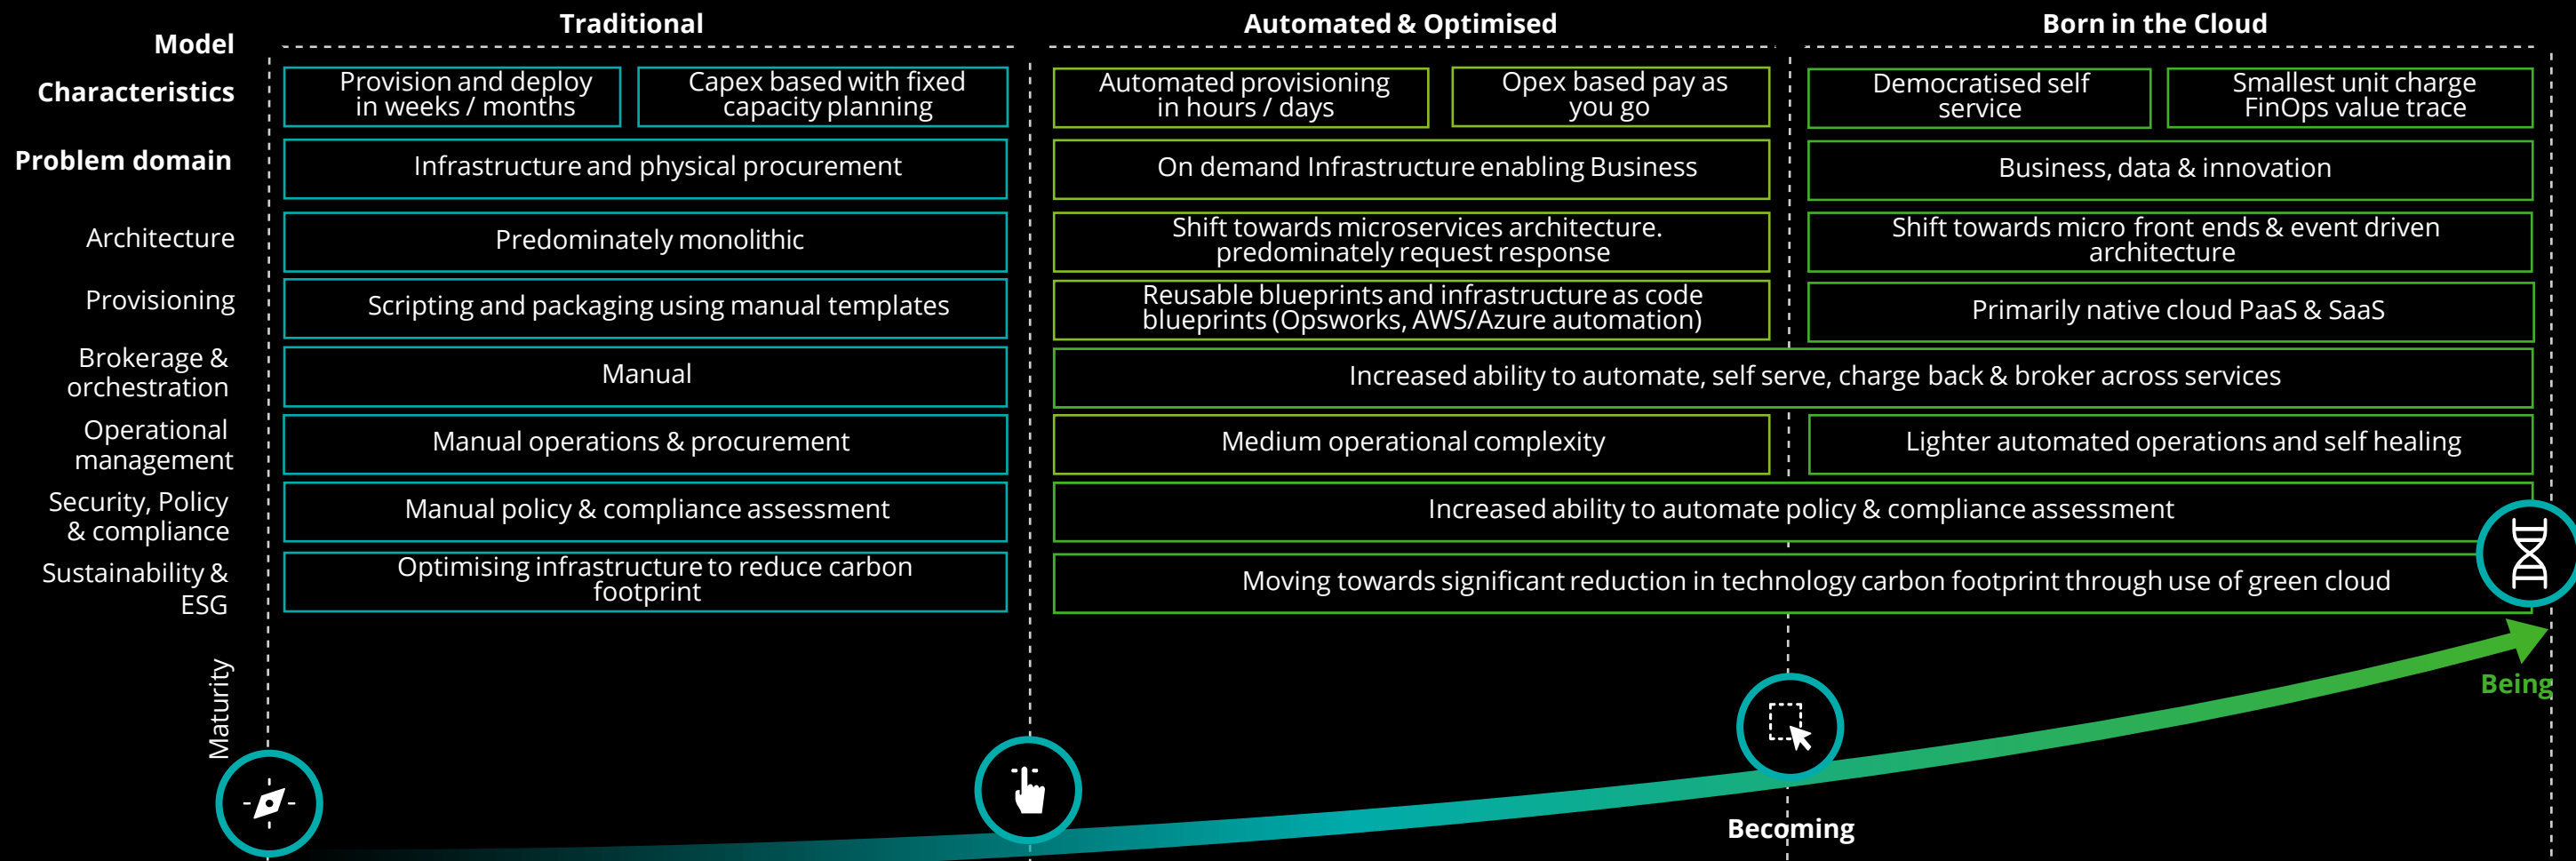 Model
Traditional
Automated & Optimised
Born in the Cloud
Characteristics
Provision and deploy
in weeks / months
Capex based with fixed
capacity planning
Automated provisioning
in hours / days
Opex based pay as
you go
Democratised self
service
Smallest unit charge
FinOps value trace
Problem domain
Infrastructure and physical procurement
On demand Infrastructure enabling Business
Business, data & innovation
Architecture
Predominately monolithic
Shift towards microservices architecture.
predominately request response
Shift towards micro front ends & event driven
architecture
Provisioning
Scripting and packaging using manual templates
Reusable blueprints and infrastructure as code
blueprints (Opsworks, AWS/Azure automation)
Primarily native cloud PaaS & SaaS
Brokerage &
orchestration
Manual
Increased ability to automate, self serve, charge back & broker across services
Operational
management
Manual operations & procurement
Medium operational complexity
Lighter automated operations and self healing
Security, Policy
& compliance
Manual policy & compliance assessment
Increased ability to automate policy & compliance assessment
Sustainability &
ESG
Optimising infrastructure to reduce carbon
footprint
Moving towards significant reduction in technology carbon footprint through use of green cloud
Maturity
Becoming
Being